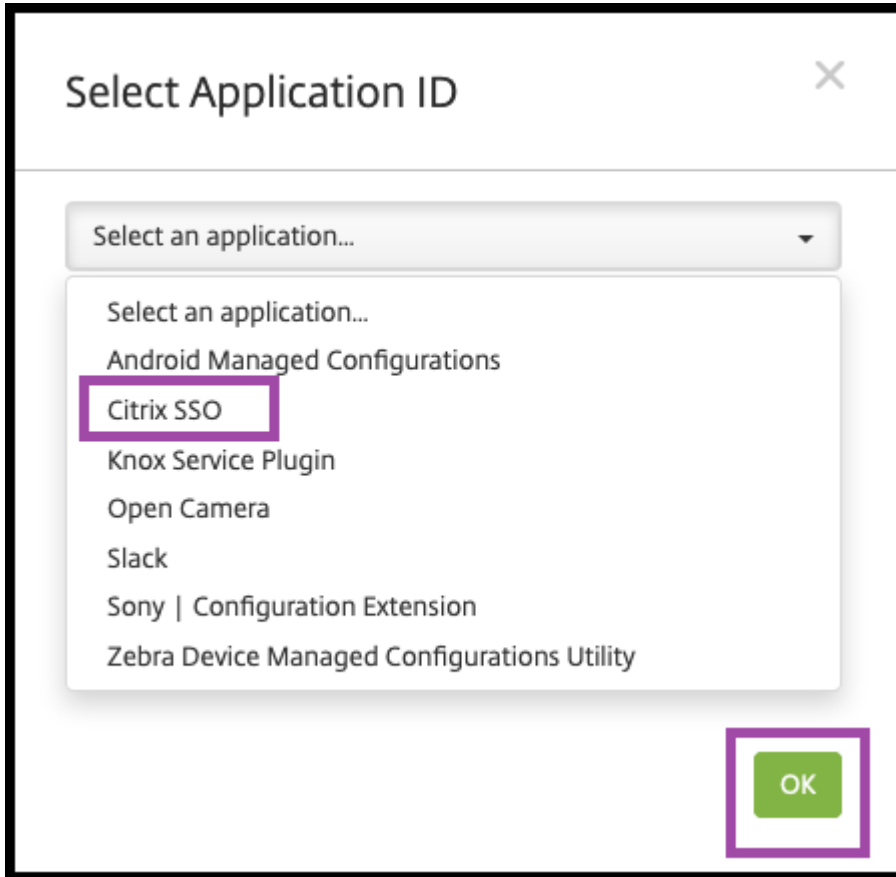 Select Application ID
Select an application...
Select an application...
Android Managed Configurations
Citrix SSO
Knox Service Plugin
Open Camera
Slack
Sony | Configuration Extension
Zebra Device Managed Configurations Utility
OK